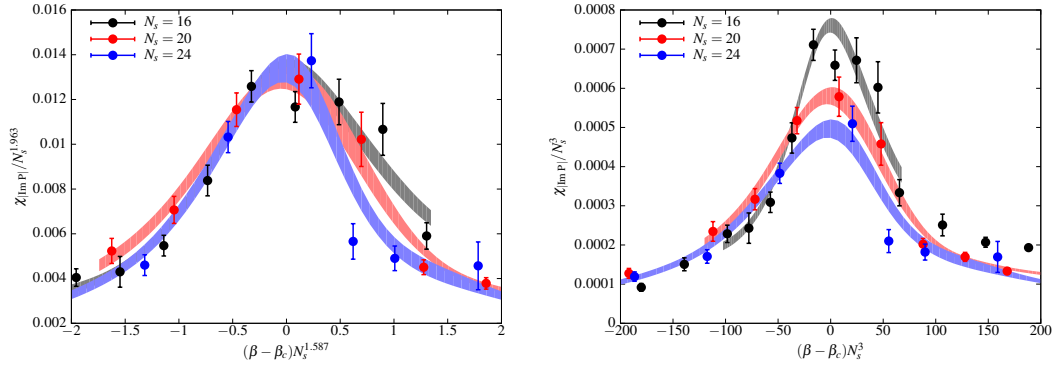 0.016
0.014
0.012
0.01
0.008
0.006
0.004
0.002
χ|Im P|/N_s^1.963
N_s = 16
N_s = 20
N_s = 24
−2 −1.5 −1 −0.5 0 0.5 1 1.5 2
(β − β_c)N_s^1.587
0.0008
0.0007
0.0006
0.0005
0.0004
0.0003
0.0002
0.0001
0
χ|Im P|/N_s^3
N_s = 16
N_s = 20
N_s = 24
−200 −150 −100 −50 0 50 100 150 200
(β − β_c)N_s^3